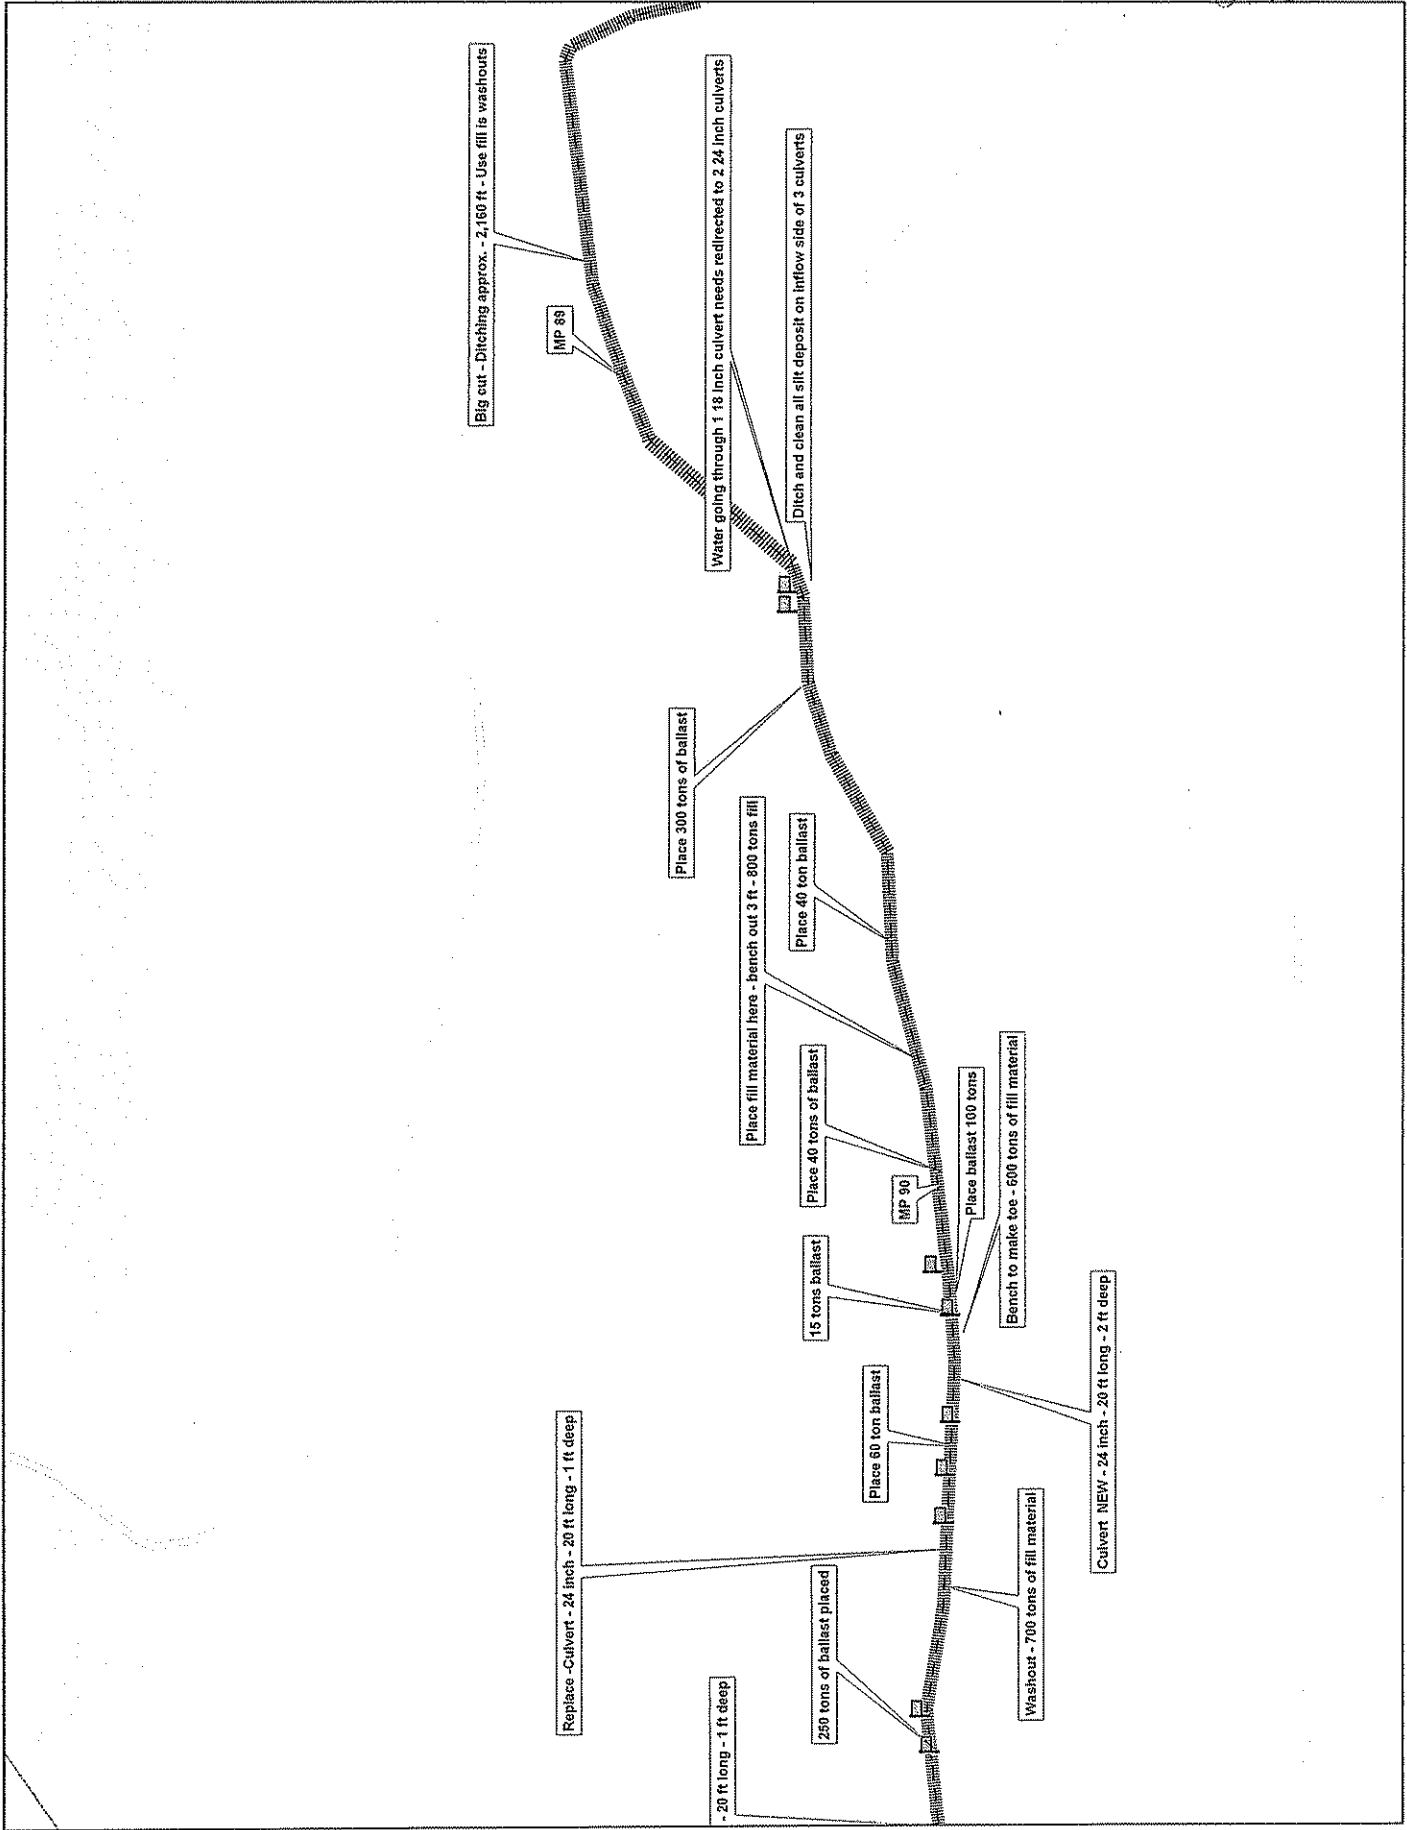 Big cut - Ditching approx. - 2,160 ft - Use fill is washouts
MP 89
Water going through 1 18 inch culvert needs redirected to 2 24 inch culverts
Ditch and clean all silt deposit on inflow side of 3 culverts
Place 300 tons of ballast
Place fill material here - bench out 3 ft - 800 tons fill
Place 40 ton ballast
Place 40 tons of ballast
MP 90
Place ballast 100 tons
Bench to make toe - 600 tons of fill material
15 tons ballast
Culvert NEW - 24 inch - 20 ft long - 2 ft deep
Place 60 ton ballast
Replace -Culvert - 24 inch - 20 ft long - 1 ft deep
Washout - 700 tons of fill material
250 tons of ballast placed
- 20 ft long - 1 ft deep